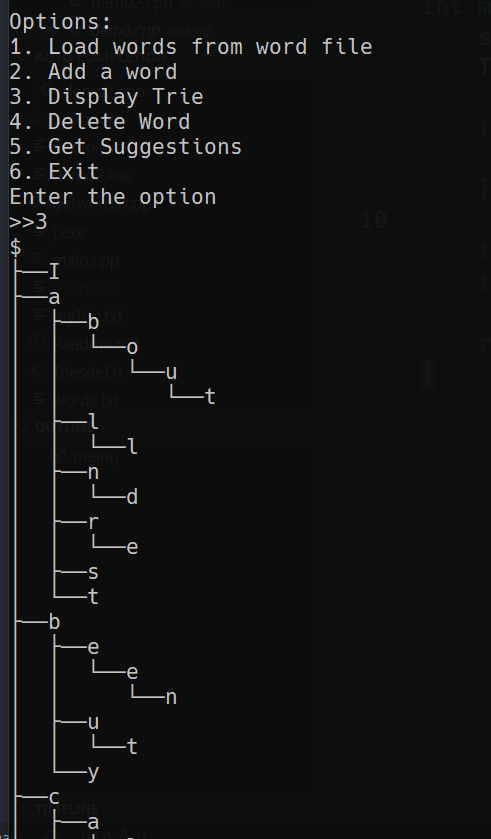 Options:
1. Load words from word file
2. Add a word
3. Display Trie
4. Delete Word
5. Get Suggestions
6. Exit
Enter the option
>>3
$
├──I
├──a
│  ├──b
│  │  └──o
│  │     └──u
│  │        └──t
│  ├──l
│  │  └──l
│  ├──n
│  │  └──d
│  ├──r
│  │  └──e
│  ├──s
│  └──t
├──b
│  ├──e
│  │  └──e
│  │     └──n
│  ├──u
│  │  └──t
│  └──y
├──c
│  ├──a